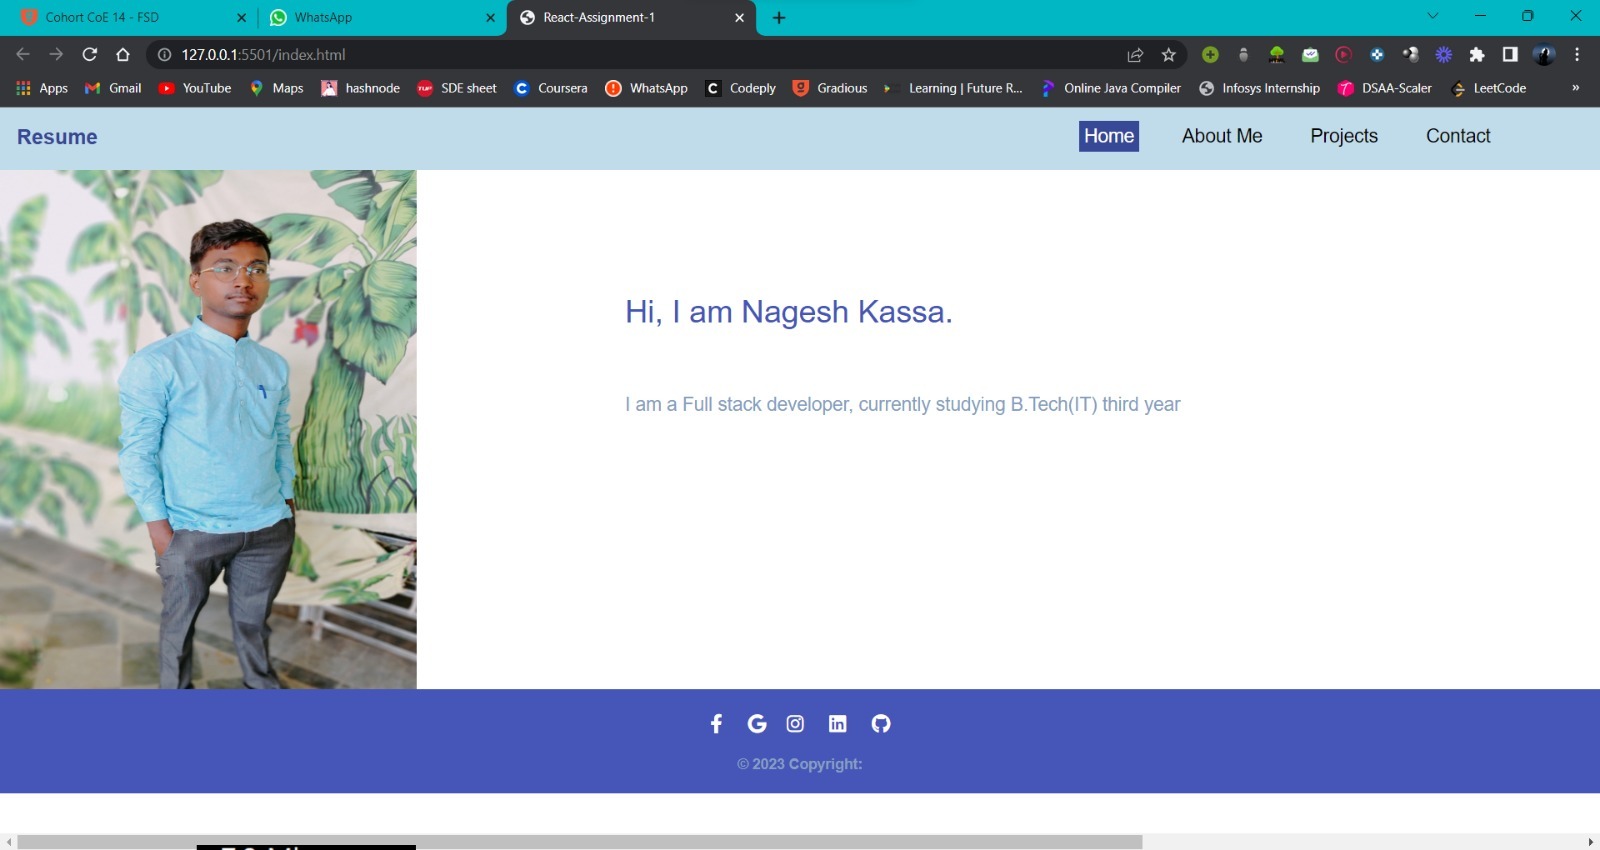 Cohort CoE 14 - FSD
WhatsApp
React-Assignment-1
127.0.0.1:5501/index.html
Apps Gmail YouTube Maps hashnode SDE sheet Coursera WhatsApp Codeply Gradious Learning | Future R... Online Java Compiler Infosys Internship DSAA-Scaler LeetCode »
Resume
Home About Me Projects Contact
Hi, I am Nagesh Kassa.
I am a Full stack developer, currently studying B.Tech(IT) third year
© 2023 Copyright: